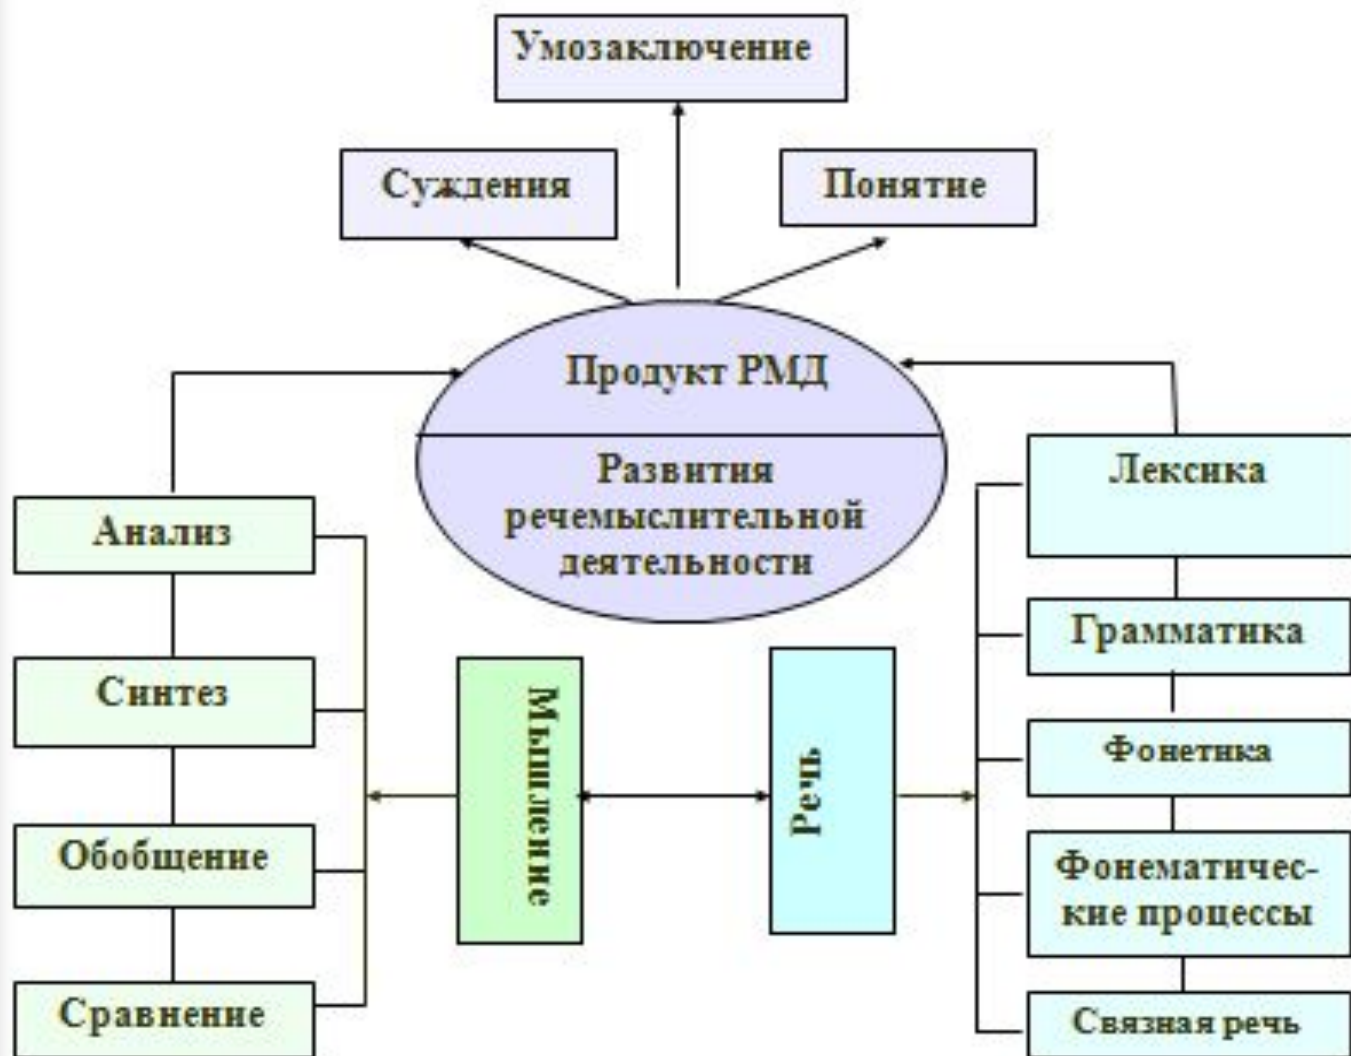 Умозаключение
Суждения
Понятие
Продукт РМД
Развития
речемыслительной
деятельности
Анализ
Синтез
Обобщение
Сравнение
Мышление
Речь
Лексика
Грамматика
Фонетика
Фонематичес-
кие процессы
Связная речь